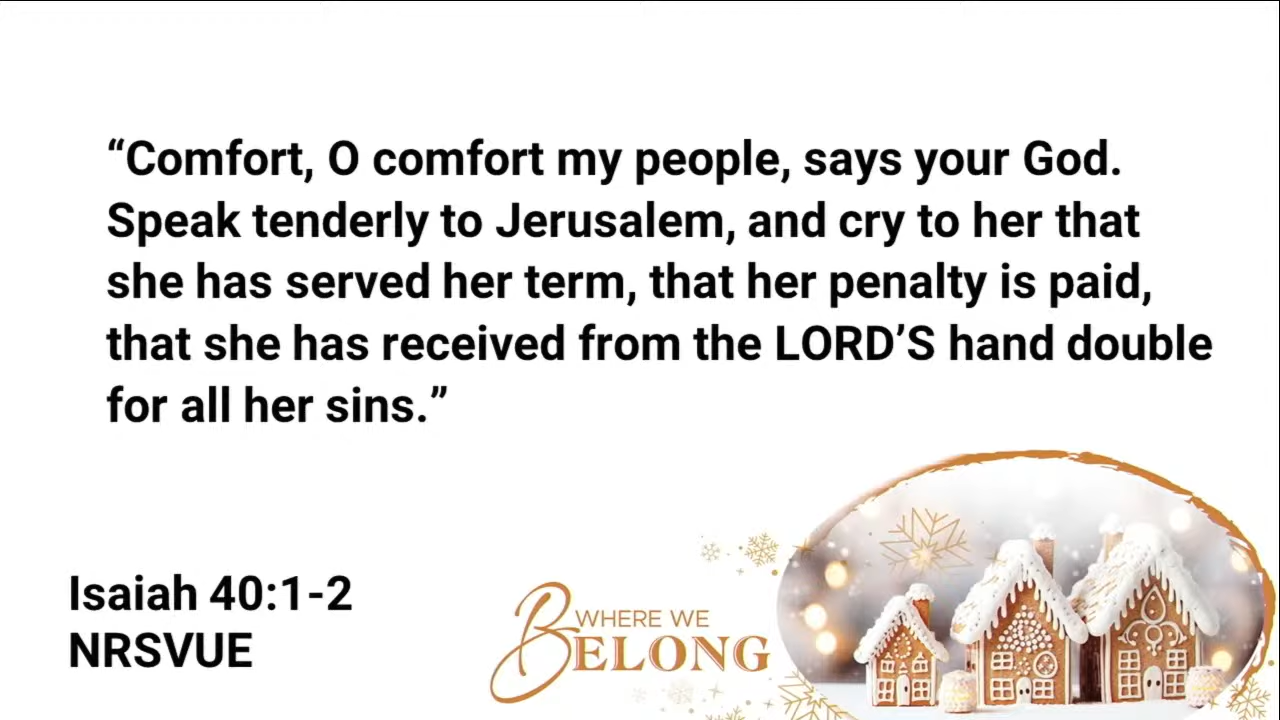 “Comfort, O comfort my people, says your God.
Speak tenderly to Jerusalem, and cry to her that
she has served her term, that her penalty is paid,
that she has received from the LORD’S hand double
for all her sins.”
Isaiah 40:1-2
NRSVUE
WHERE WE
BELONG